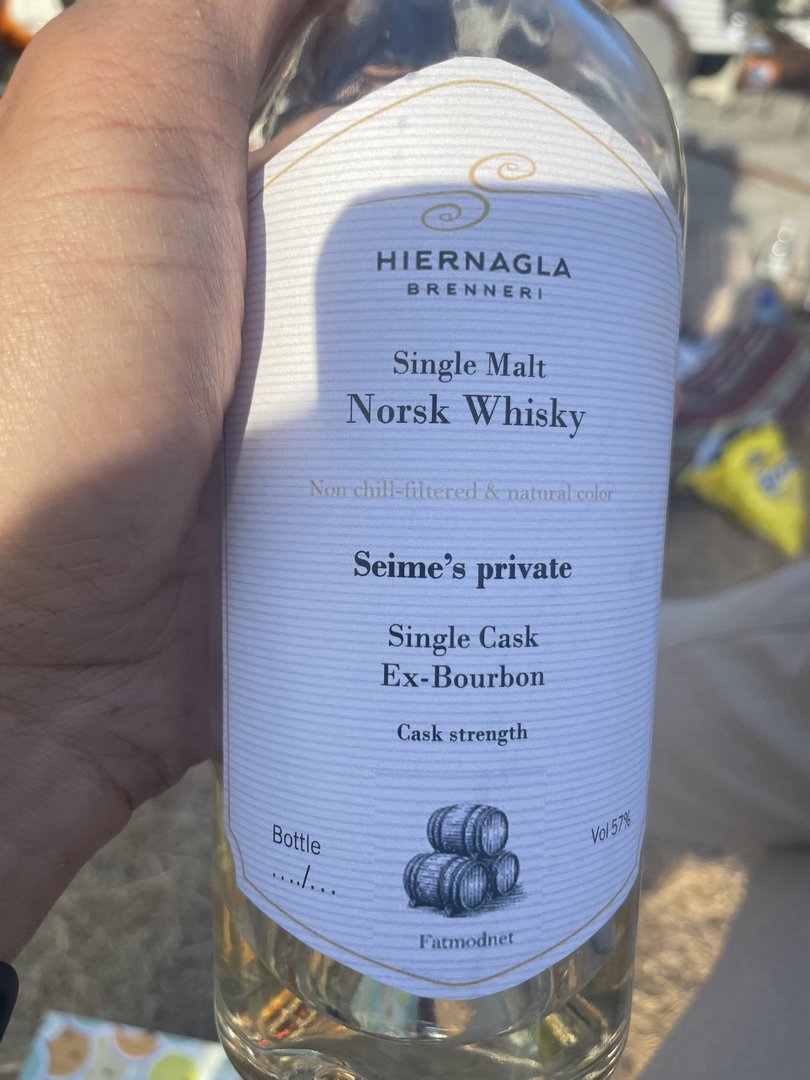 HIERNAGLA
BRENNERI
Single Malt
Norsk Whisky
Non chill-filtered & natural color
Seime's private
Single Cask
Ex-Bourbon
Cask strength
Bottle
..../...
Vol 57%
Fatmodnet